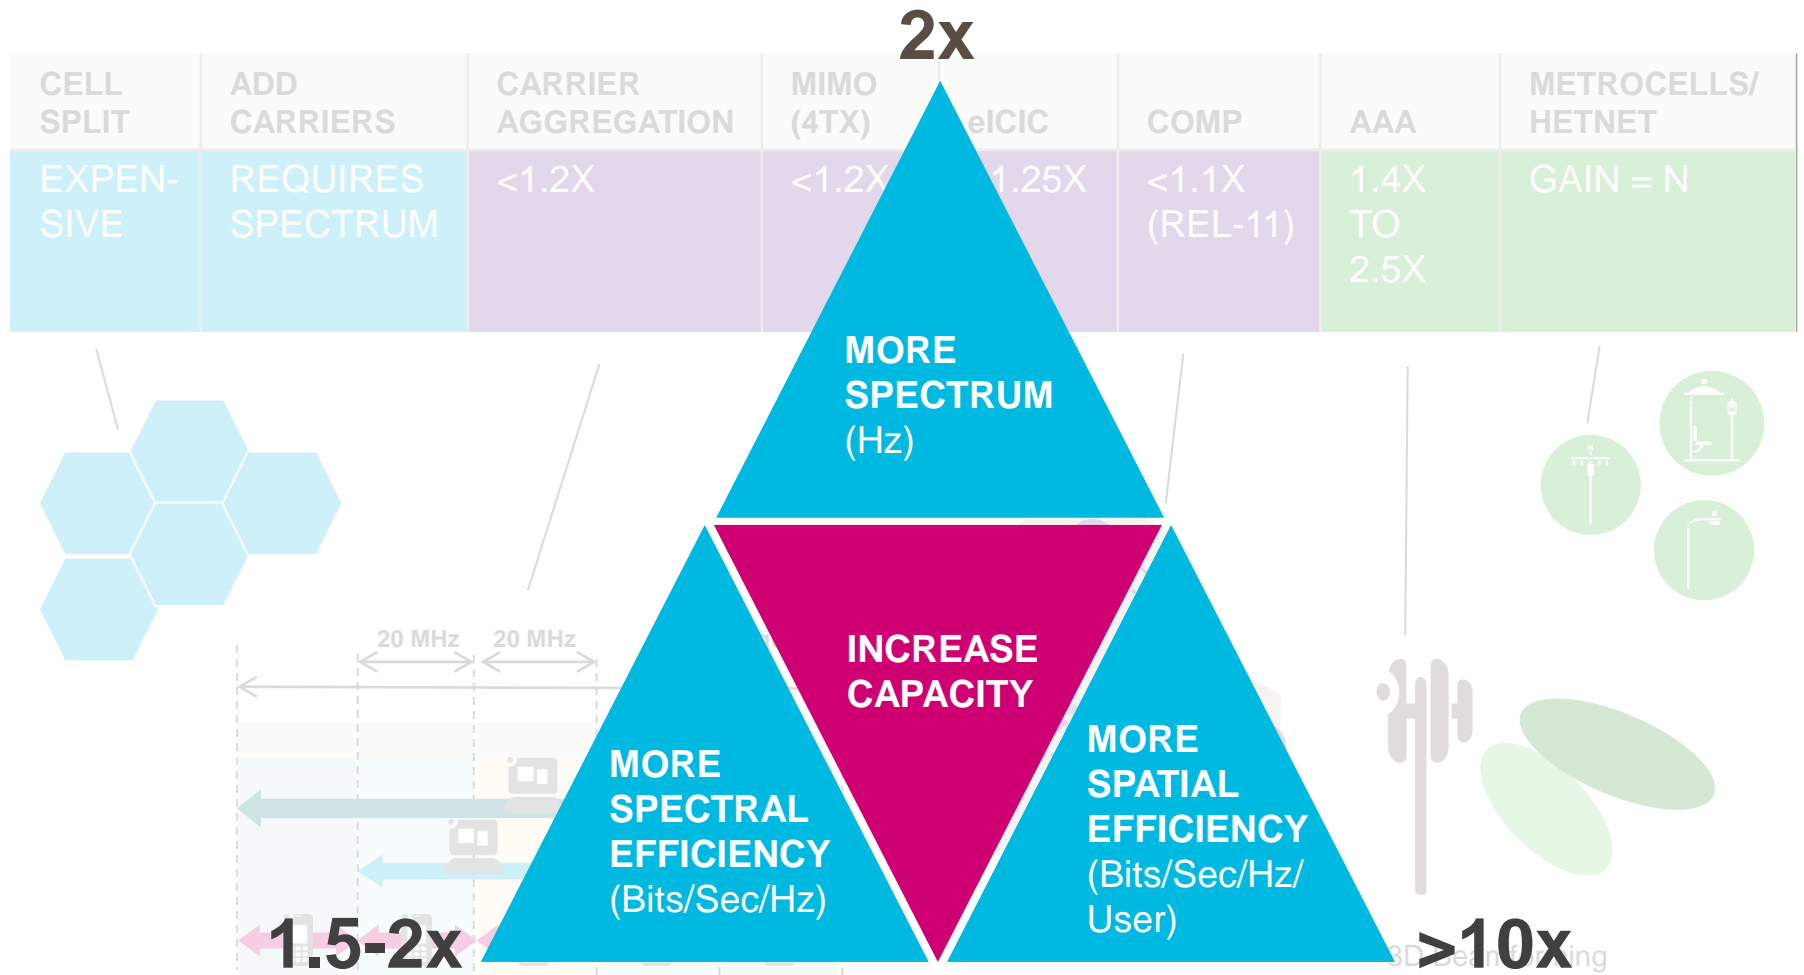 2x
CELL
SPLIT
ADD
CARRIERS
CARRIER
AGGREGATION
MIMO
(4TX)
eICIC
COMP
AAA
METROCELLS/
HETNET
EXPEN-
SIVE
REQUIRES
SPECTRUM
<1.2X
<1.2X
1.25X
<1.1X
(REL-11)
1.4X
TO
2.5X
GAIN = N
MORE
SPECTRUM
(Hz)
20 MHz
20 MHz
INCREASE
CAPACITY
MORE
SPECTRAL
EFFICIENCY
(Bits/Sec/Hz)
MORE
SPATIAL
EFFICIENCY
(Bits/Sec/Hz/
User)
1.5-2x
>10x
3D